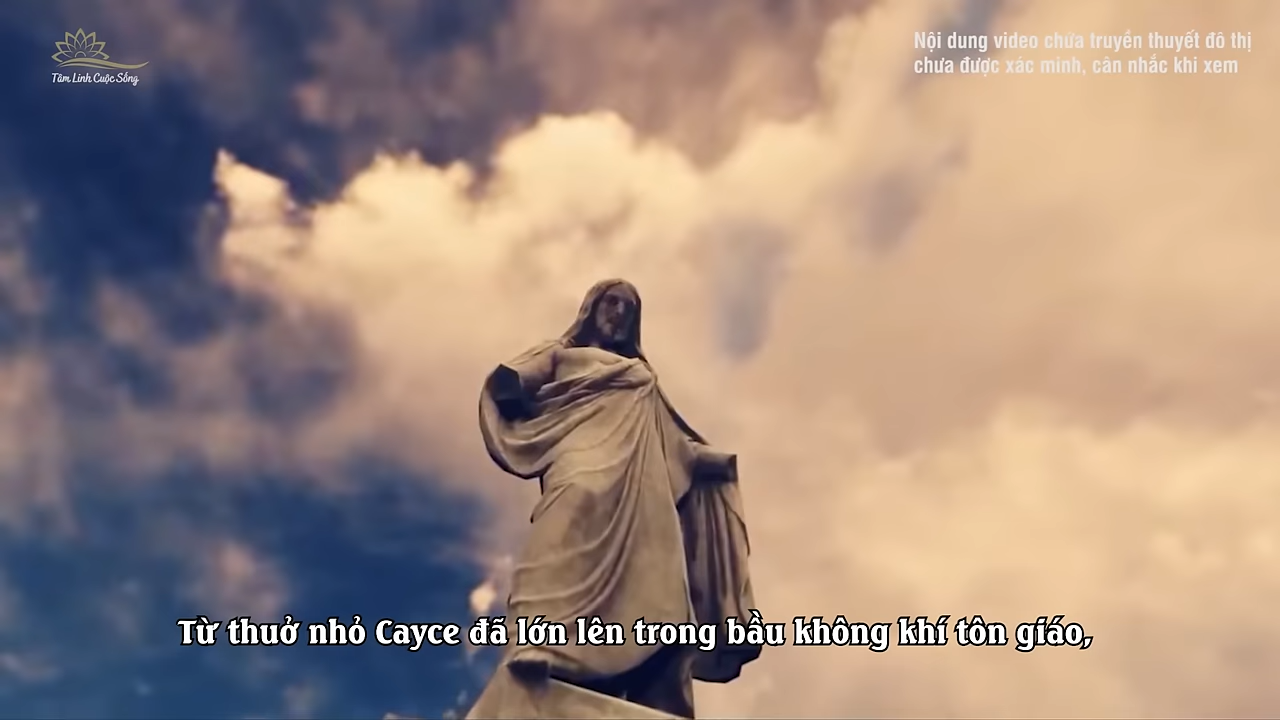 Tâm Linh Cuộc Sống
Nội dung video chứa truyền thuyết đô thị
chưa được xác minh, cân nhắc khi xem
Từ thuở nhỏ Cayce đã lớn lên trong bầu không khí tôn giáo,